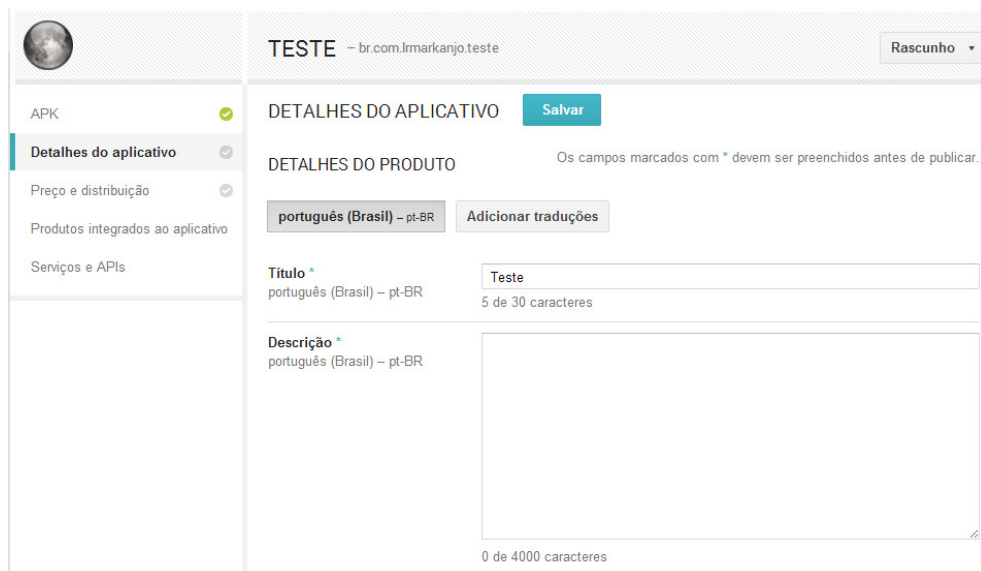 TESTE – br.com.lrmarkanjo.teste
Rascunho
APK
Detalhes do aplicativo
Preço e distribuição
Produtos integrados ao aplicativo
Serviços e APIs
DETALHES DO APLICATIVO
Salvar
DETALHES DO PRODUTO
Os campos marcados com * devem ser preenchidos antes de publicar.
português (Brasil) – pt-BR
Adicionar traduções
Título *
português (Brasil) – pt-BR
Teste
5 de 30 caracteres
Descrição *
português (Brasil) – pt-BR
0 de 4000 caracteres